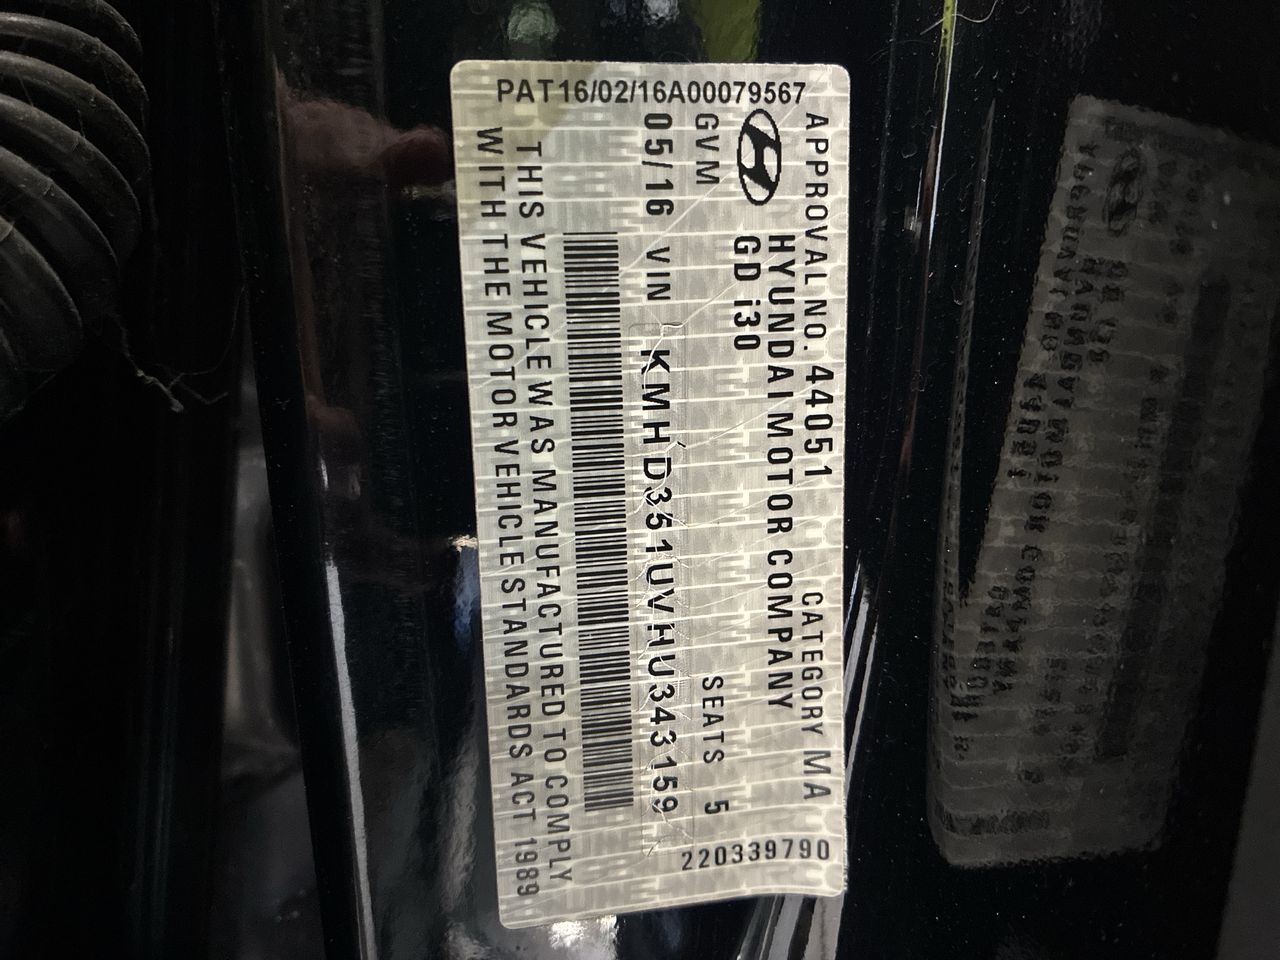 PAT16/02/16A00079567
APPROVAL NO. 44051 CATEGORY MA
HYUNDAI MOTOR COMPANY
GD i30
GVM SEATS 5
05/16 VIN KMHD351UVHU343159
THIS VEHICLE WAS MANUFACTURED TO COMPLY
WITH THE MOTOR VEHICLE STANDARDS ACT 1989
220339790